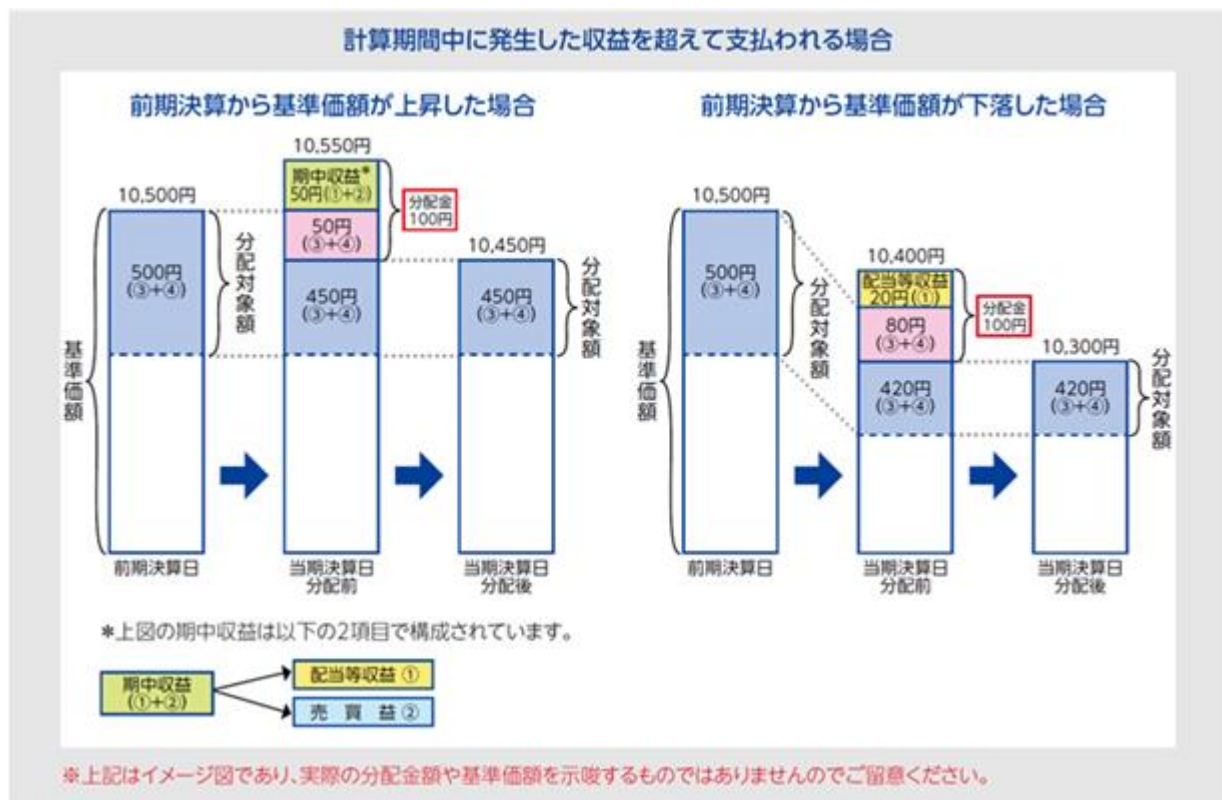 計算期間中に発生した収益を超えて支払われる場合
前期決算から基準価額が上昇した場合
10,500円
500円
(③+④)
分配対象額
基準価額
前期決算日
10,550円
期中収益*
50円(①+②)
50円
(③+④)
450円
(③+④)
分配金
100円
当期決算日
分配前
10,450円
450円
(③+④)
分配対象額
当期決算日
分配後
前期決算から基準価額が下落した場合
10,500円
500円
(③+④)
分配対象額
基準価額
前期決算日
10,400円
配当等収益
20円(①)
80円
(③+④)
420円
(③+④)
分配金
100円
当期決算日
分配前
10,300円
420円
(③+④)
分配対象額
当期決算日
分配後
*上図の期中収益は以下の2項目で構成されています。
期中収益
(①+②)
配当等収益 ①
売 買 益 ②
※上記はイメージ図であり、実際の分配金額や基準価額を示唆するものではありませんのでご留意ください。